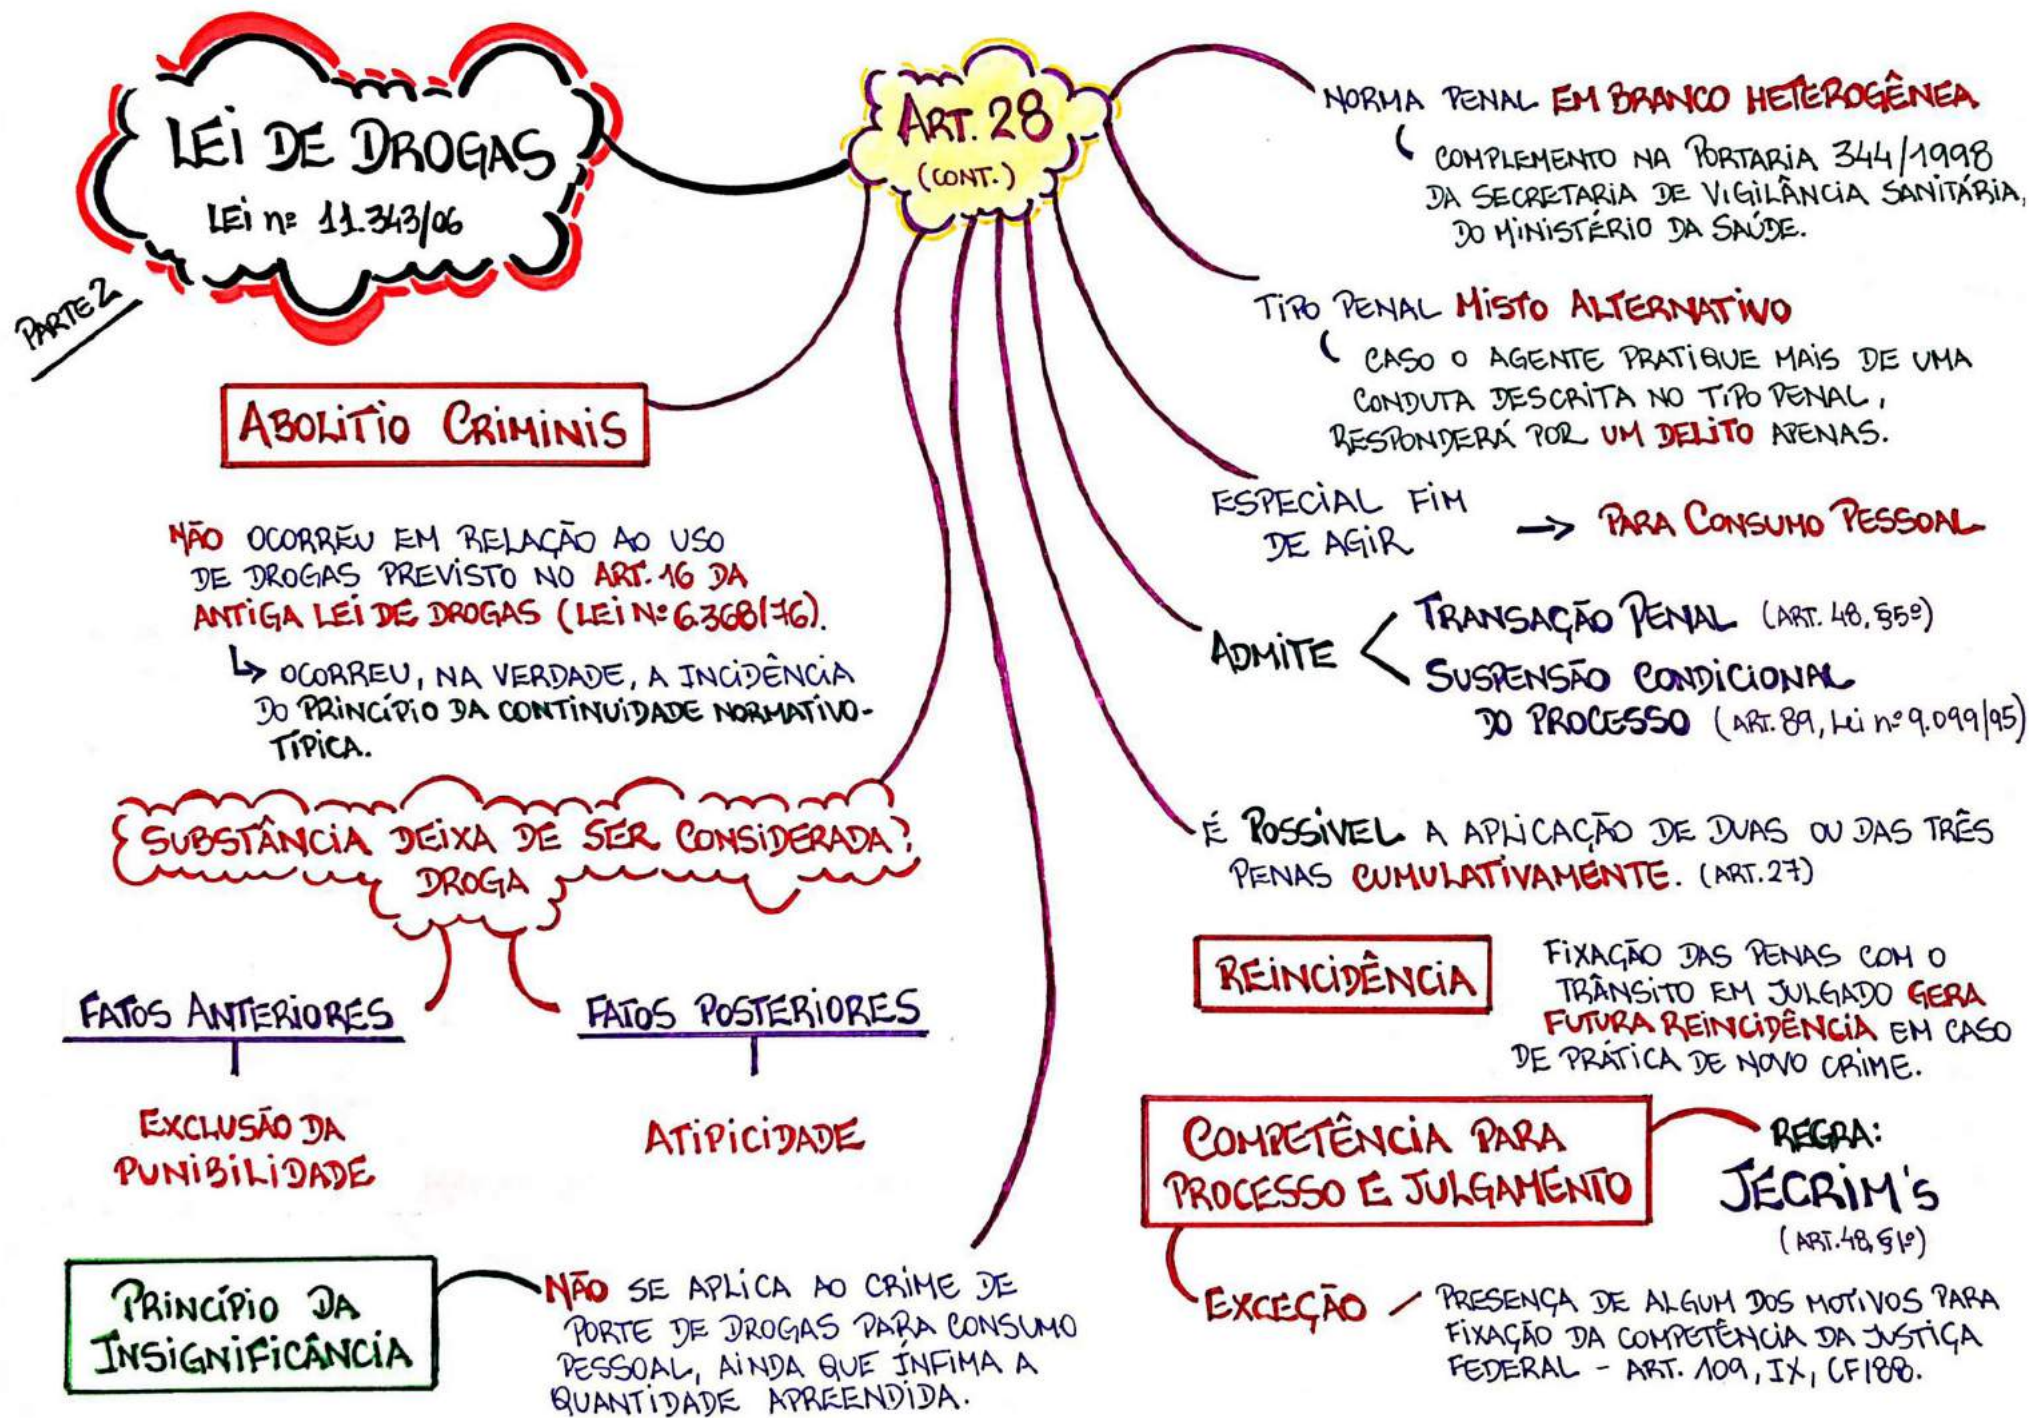 LEI DE DROGAS
LEI nº 11.343/06
PARTE 2
ART. 28
(CONT.)
NORMA PENAL EM BRANCO HETEROGÊNEA
COMPLEMENTO NA PORTARIA 344/1998
DA SECRETARIA DE VIGILÂNCIA SANITÁRIA,
DO MINISTÉRIO DA SAÚDE.
TIPO PENAL MISTO ALTERNATIVO
CASO O AGENTE PRATIQUE MAIS DE UMA
CONDUTA DESCRITA NO TIPO PENAL,
RESPONDERÁ POR UM DELITO APENAS.
ESPECIAL FIM
DE AGIR → PARA CONSUMO PESSOAL
ADMITE
TRANSAÇÃO PENAL (ART. 48, §5º)
SUSPENSÃO CONDICIONAL
DO PROCESSO (ART. 89, Lei nº 9.099/95)
É POSSÍVEL A APLICAÇÃO DE DUAS OU DAS TRÊS
PENAS CUMULATIVAMENTE. (ART. 27)
REINCIDÊNCIA
FIXAÇÃO DAS PENAS COM O
TRÂNSITO EM JULGADO GERA
FUTURA REINCIDÊNCIA EM CASO
DE PRÁTICA DE NOVO CRIME.
COMPETÊNCIA PARA
PROCESSO E JULGAMENTO
REGRA:
JECRIM'S
(ART. 48, §1º)
EXCEÇÃO
PRESENÇA DE ALGUM DOS MOTIVOS PARA
FIXAÇÃO DA COMPETÊNCIA DA JUSTIÇA
FEDERAL - ART. 109, IX, CF/88.
ABOLITIO CRIMINIS
NÃO OCORREU EM RELAÇÃO AO USO
DE DROGAS PREVISTO NO ART. 16 DA
ANTIGA LEI DE DROGAS (LEI Nº 6.368/76).
↳ OCORREU, NA VERDADE, A INCIDÊNCIA
DO PRINCÍPIO DA CONTINUIDADE NORMATIVO-
TÍPICA.
SUBSTÂNCIA DEIXA DE SER CONSIDERADA
DROGA
FATOS ANTERIORES
EXCLUSÃO DA
PUNIBILIDADE
FATOS POSTERIORES
ATIPICIDADE
PRINCÍPIO DA
INSIGNIFICÂNCIA
NÃO SE APLICA AO CRIME DE
PORTE DE DROGAS PARA CONSUMO
PESSOAL, AINDA QUE ÍNFIMA A
QUANTIDADE APREENDIDA.